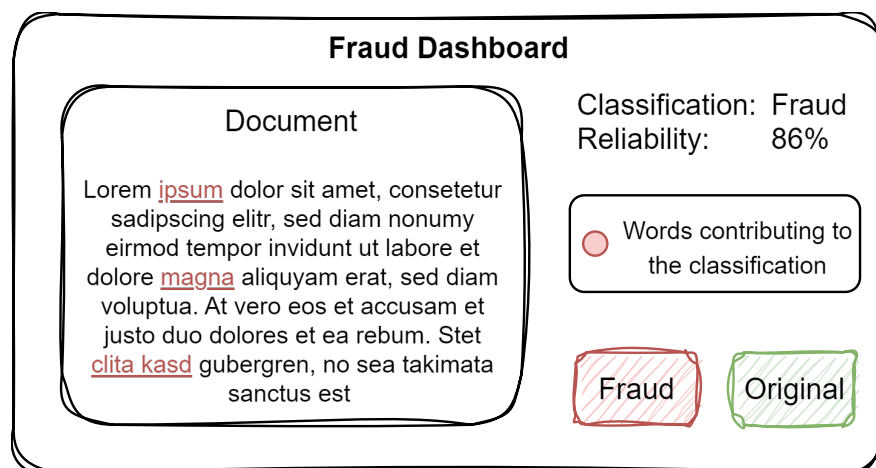 Fraud Dashboard
Document
Lorem ipsum dolor sit amet, consetetur
sadipscing elitr, sed diam nonumy
eirmod tempor invidunt ut labore et
dolore magna aliquyam erat, sed diam
voluptua. At vero eos et accusam et
justo duo dolores et ea rebum. Stet
clita kasd gubergren, no sea takimata
sanctus est
Classification: Fraud
Reliability: 86%
Words contributing to
the classification
Fraud
Original